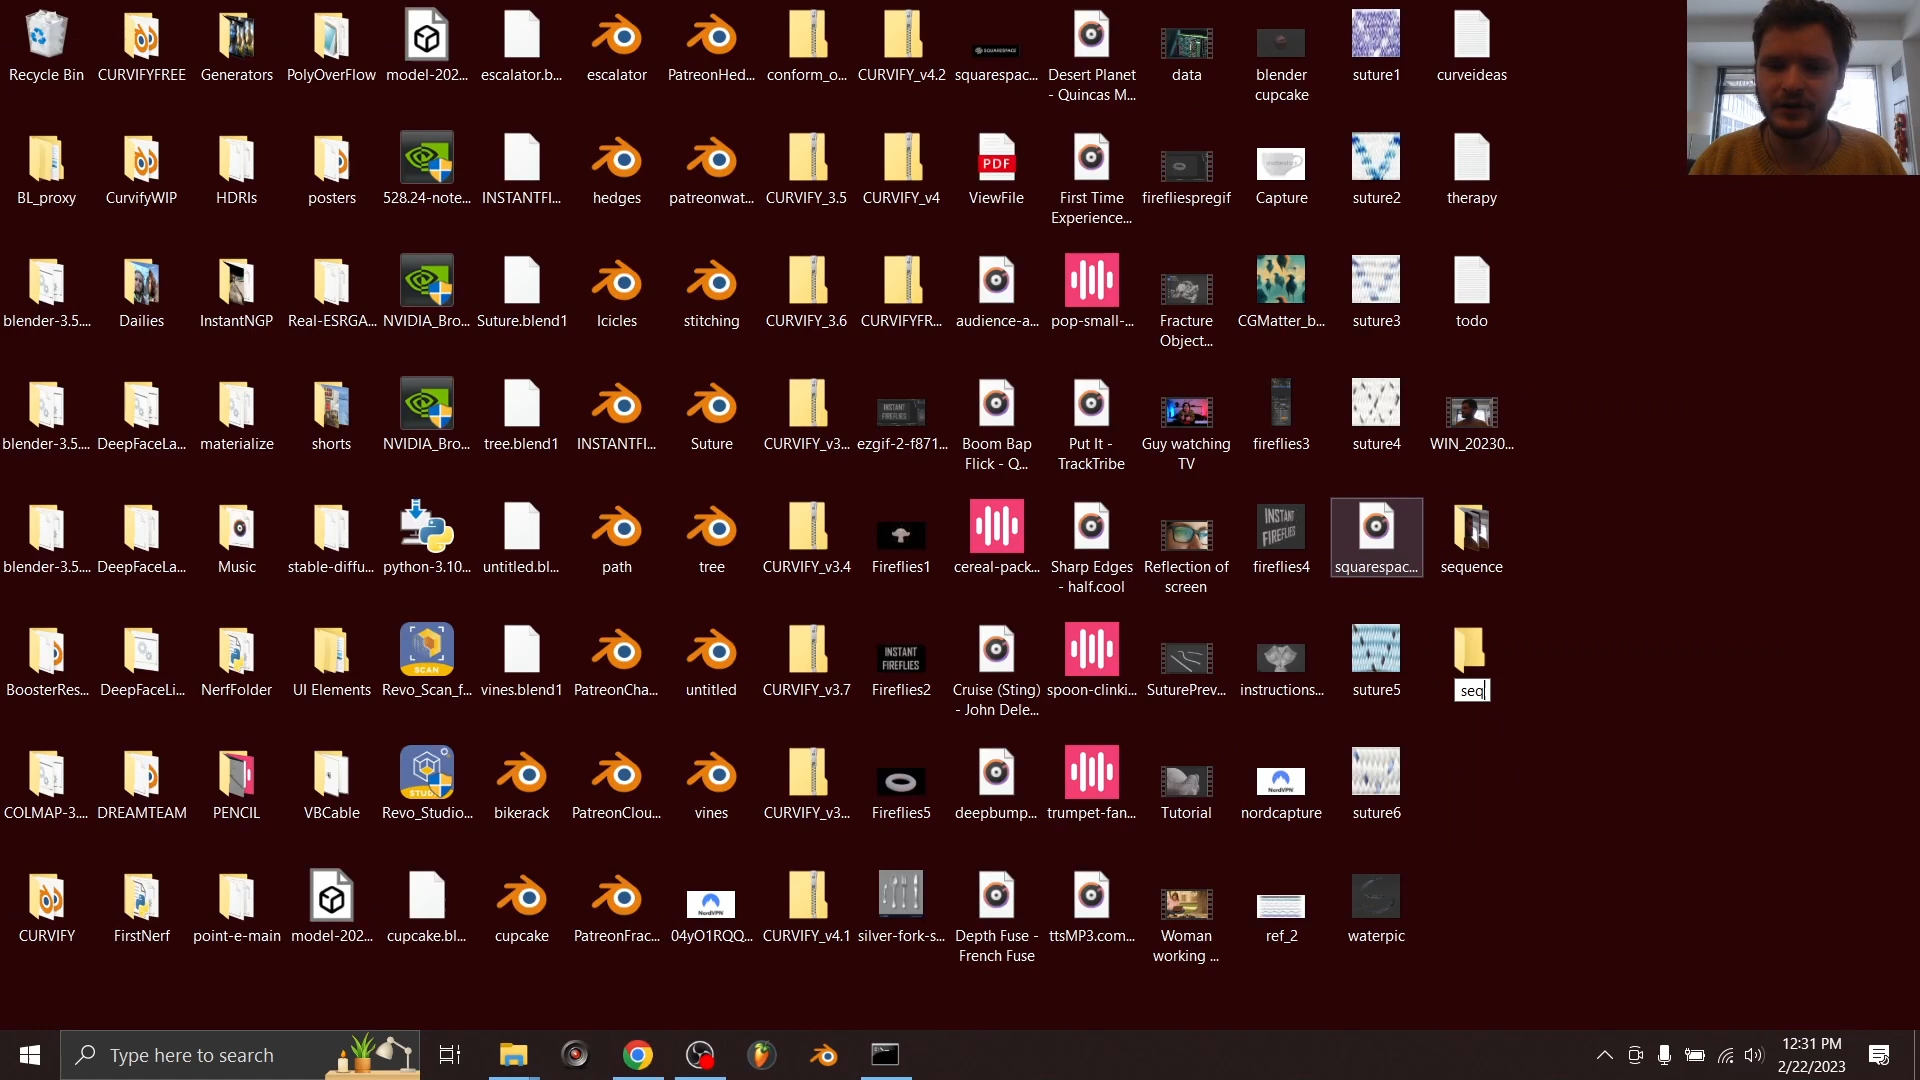 Recycle Bin CURVIFYFREE Generators PolyOverFlow model-202... escalator.b... escalator PatreonHed... conform_o... CURVIFY_v4.2 squarespac... Desert Planet data blender suture1 curveideas
- Quincas M... cupcake
BL_proxy CurvifyWIP HDRIs posters 528.24-note... INSTANTFI... hedges patreonwat... CURVIFY_3.5 CURVIFY_v4 ViewFile First Time firefliespregif Capture suture2 therapy
Experience...
PDF
blender-3.5.... Dailies InstantNGP Real-ESRGA... NVIDIA_Bro... Suture.blend1 Icicles stitching CURVIFY_3.6 CURVIFYFR... audience-a... pop-small-... Fracture CGMatter_b... suture3 todo
Object...
blender-3.5.... DeepFaceLa... materialize shorts NVIDIA_Bro... tree.blend1 INSTANTFI... Suture CURVIFY_v3... ezgif-2-f871... Boom Bap Put It - Guy watching fireflies3 suture4 WIN_20230...
Flick - Q... TrackTribe TV
INSTANT
FIREFLIES
blender-3.5.... DeepFaceLa... Music stable-diffu... python-3.10... untitled.bl... path tree CURVIFY_v3.4 Fireflies1 cereal-pack... Sharp Edges Reflection of fireflies4 squarespac... sequence
- half.cool screen
INSTANT
FIREFLIES
BoosterRes... DeepFaceLi... NerfFolder UI Elements Revo_Scan_f... vines.blend1 PatreonCha... untitled CURVIFY_v3.7 Fireflies2 Cruise (Sting) spoon-clinki... SuturePrev... instructions... suture5 seq
- John Dele...
SCAN
INSTANT
FIREFLIES
COLMAP-3.... DREAMTEAM PENCIL VBCable Revo_Studio... bikerack PatreonClou... vines CURVIFY_v3... Fireflies5 deepbump... trumpet-fan... Tutorial nordcapture suture6
NordVPN
CURVIFY FirstNerf point-e-main model-202... cupcake.bl... cupcake PatreonFrac... 04yO1RQQ... CURVIFY_v4.1 silver-fork-s... Depth Fuse - ttsMP3.com... Woman ref_2 waterpic
French Fuse working ...
NordVPN
Type here to search
12:31 PM
2/22/2023